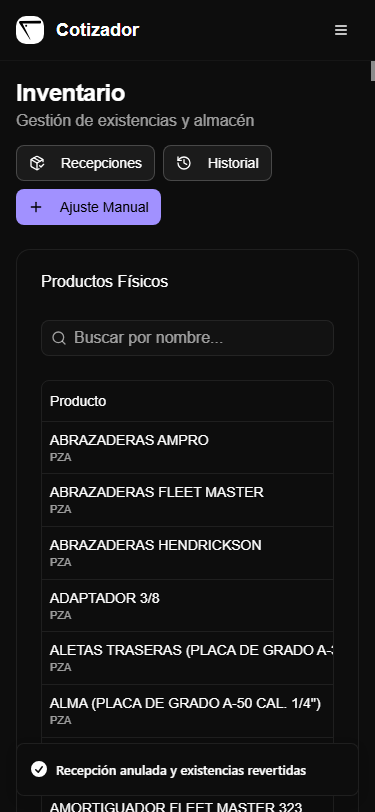 Cotizador
Inventario
Gestión de existencias y almacén
Recepciones
Historial
Ajuste Manual
Productos Físicos
Buscar por nombre...
Producto
ABRAZADERAS AMPRO
PZA
ABRAZADERAS FLEET MASTER
PZA
ABRAZADERAS HENDRICKSON
PZA
ADAPTADOR 3/8
PZA
ALETAS TRASERAS (PLACA DE GRADO A-3
PZA
ALMA (PLACA DE GRADO A-50 CAL. 1/4")
PZA
Recepción anulada y existencias revertidas
AMORTIGUADOR FLEET MASTER 323